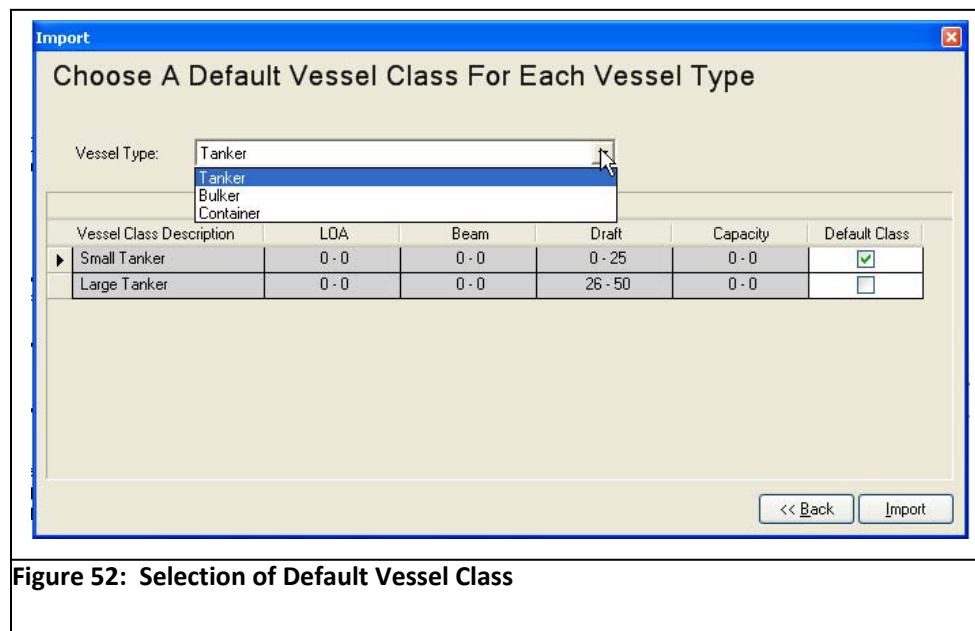 Import
Choose A Default Vessel Class For Each Vessel Type
Vessel Type: Tanker
Tanker
Bulker
Container
Vessel Class Description LOA Beam Draft Capacity Default Class
Small Tanker 0 - 0 0 - 0 0 - 25 0 - 0
Large Tanker 0 - 0 0 - 0 26 - 50 0 - 0
<< Back Import
Figure 52: Selection of Default Vessel Class